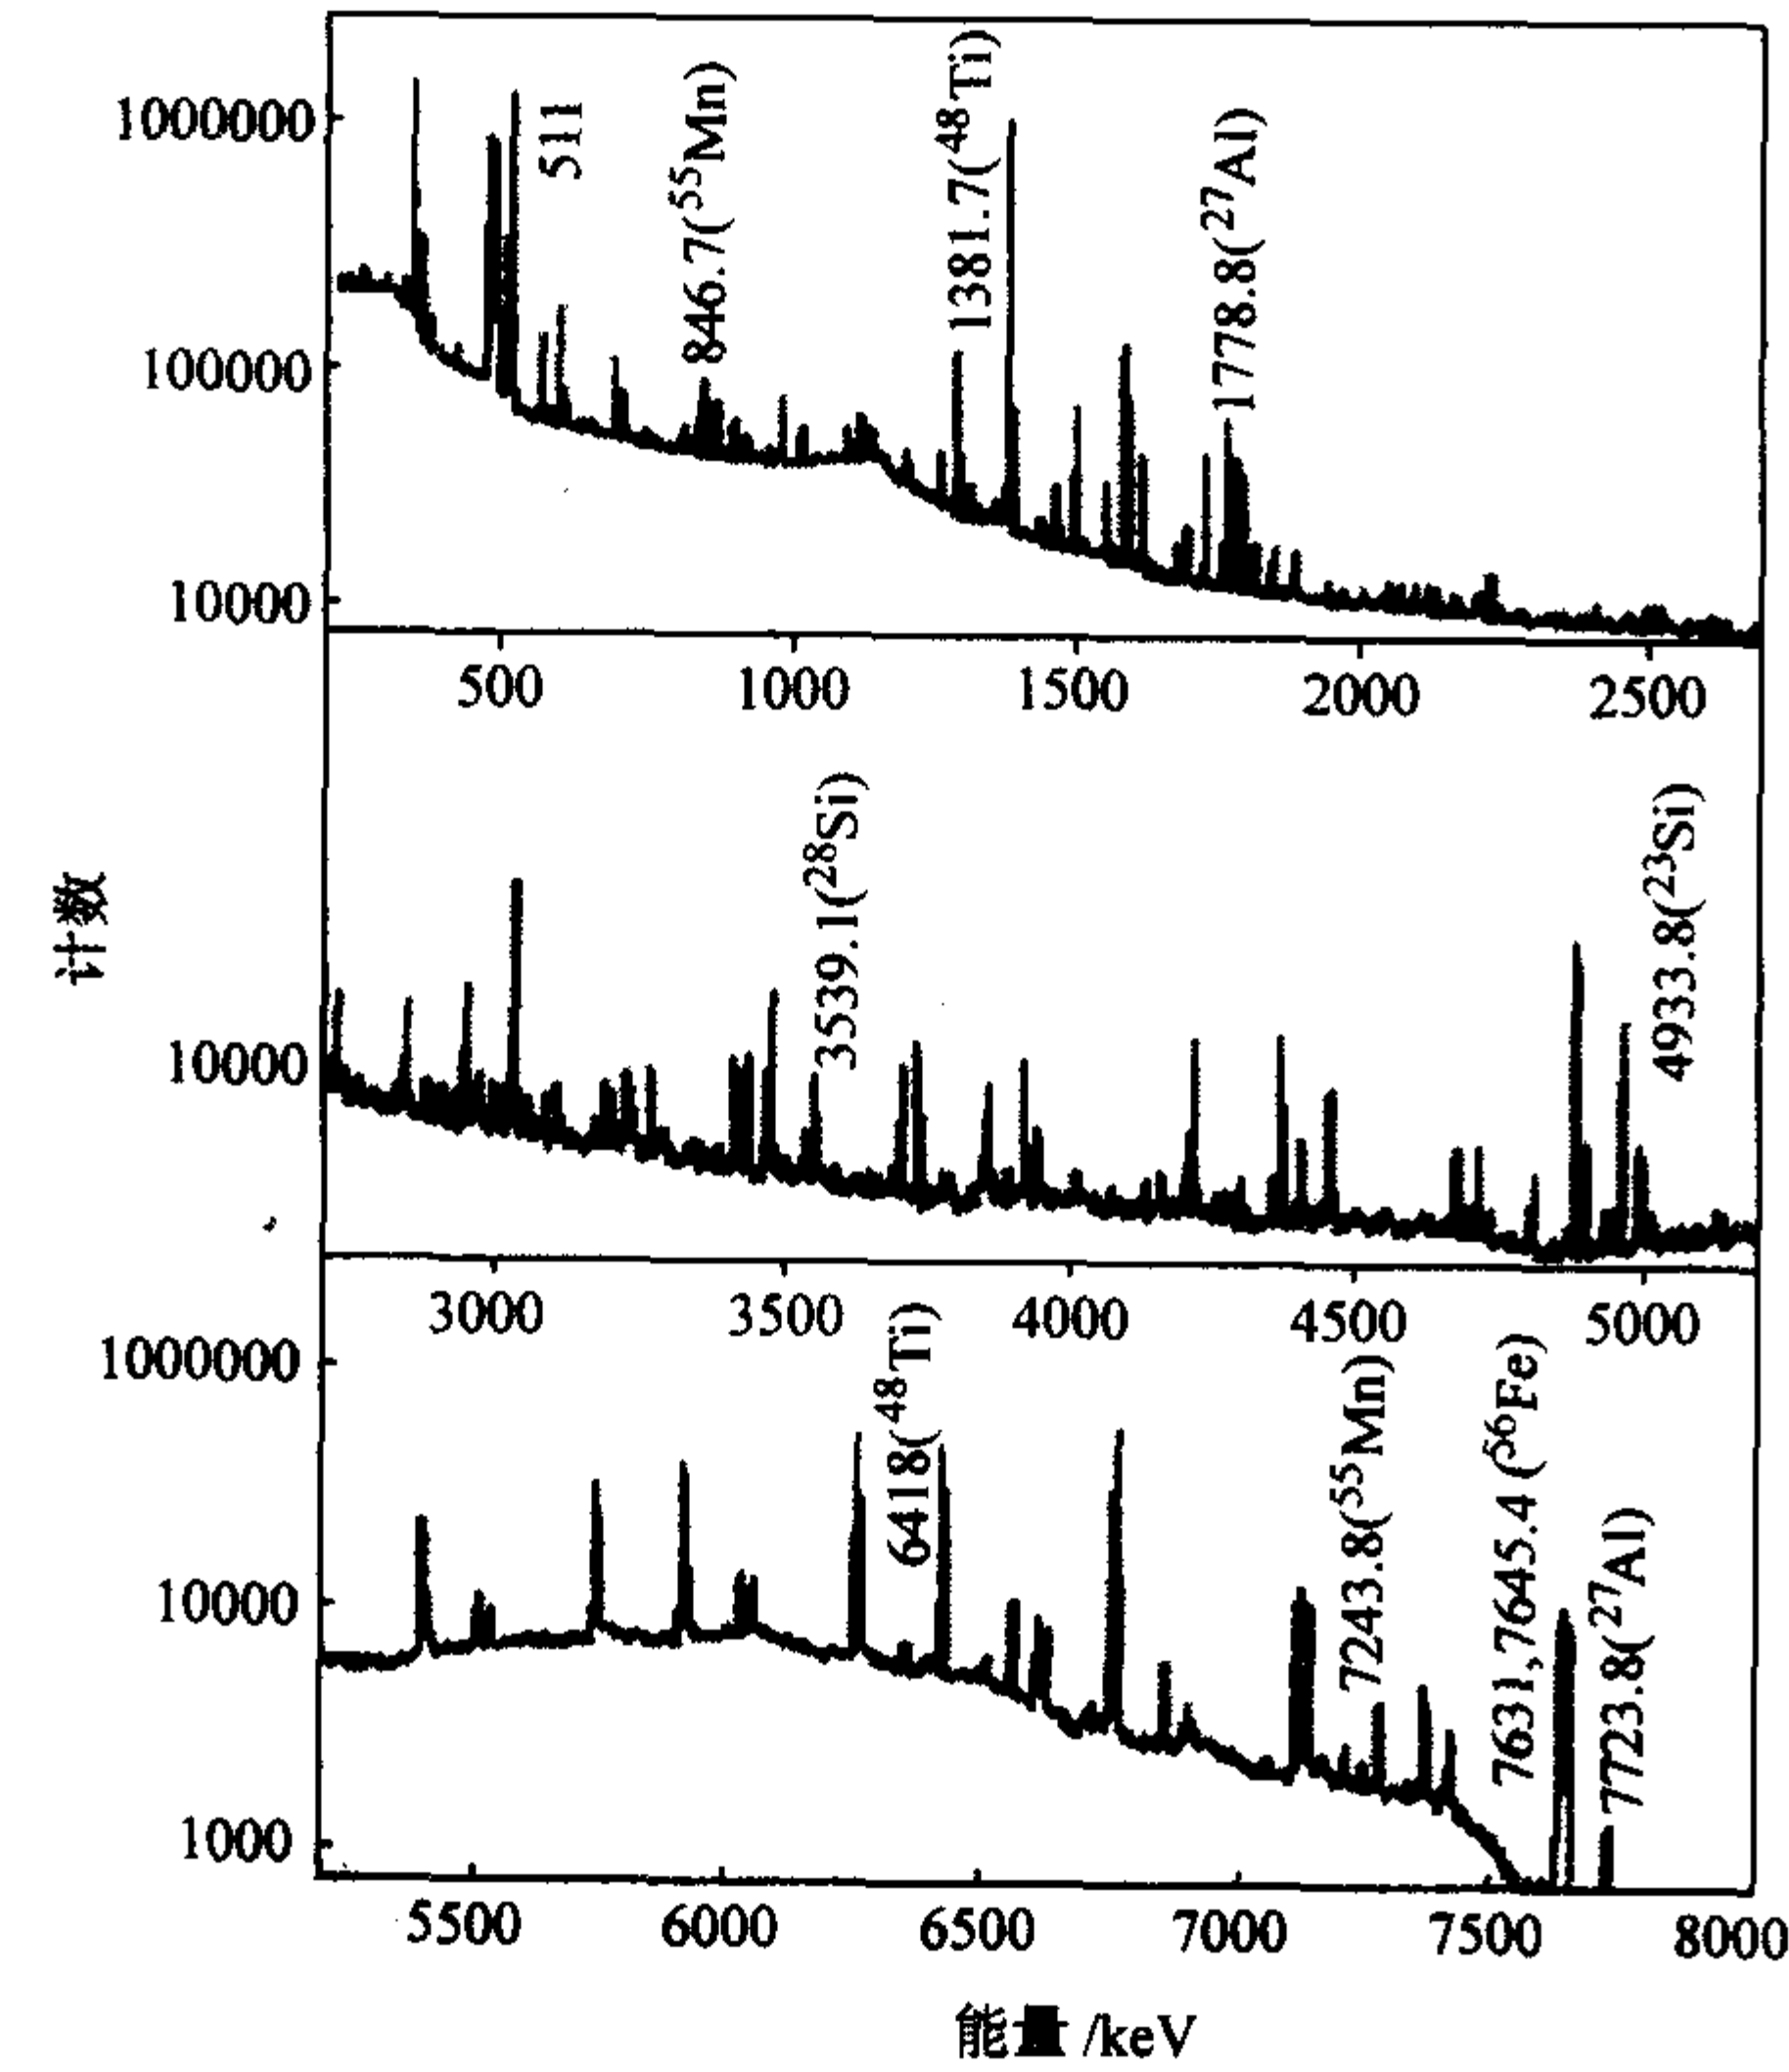 1000000
100000
10000
511
846.7(⁵⁵Mn)
1381.7(⁴⁸Ti)
1778.8(²⁷Al)
500 1000 1500 2000 2500
计数
10000
3539.1(²⁸Si)
4933.8(²³Si)
3000 3500 4000 4500 5000
1000000
10000
1000
6418(⁴⁸Ti)
7243.8(⁵⁵Mn)
7631,7645.4(⁵⁶Fe)
7723.8(²⁷Al)
5500 6000 6500 7000 7500 8000
能量/keV